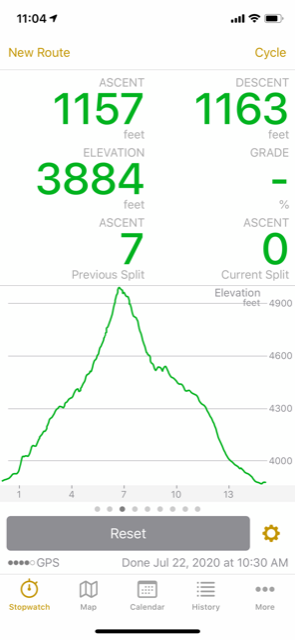 11:04
New Route Cycle
ASCENT DESCENT
1157 1163
feet feet
ELEVATION GRADE
3884 -
feet %
ASCENT ASCENT
7 0
Previous Split Current Split
Elevation
feet
4900
4600
4300
4000
1 4 7 10 13
Reset
GPS Done Jul 22, 2020 at 10:30 AM
Stopwatch Map Calendar History More